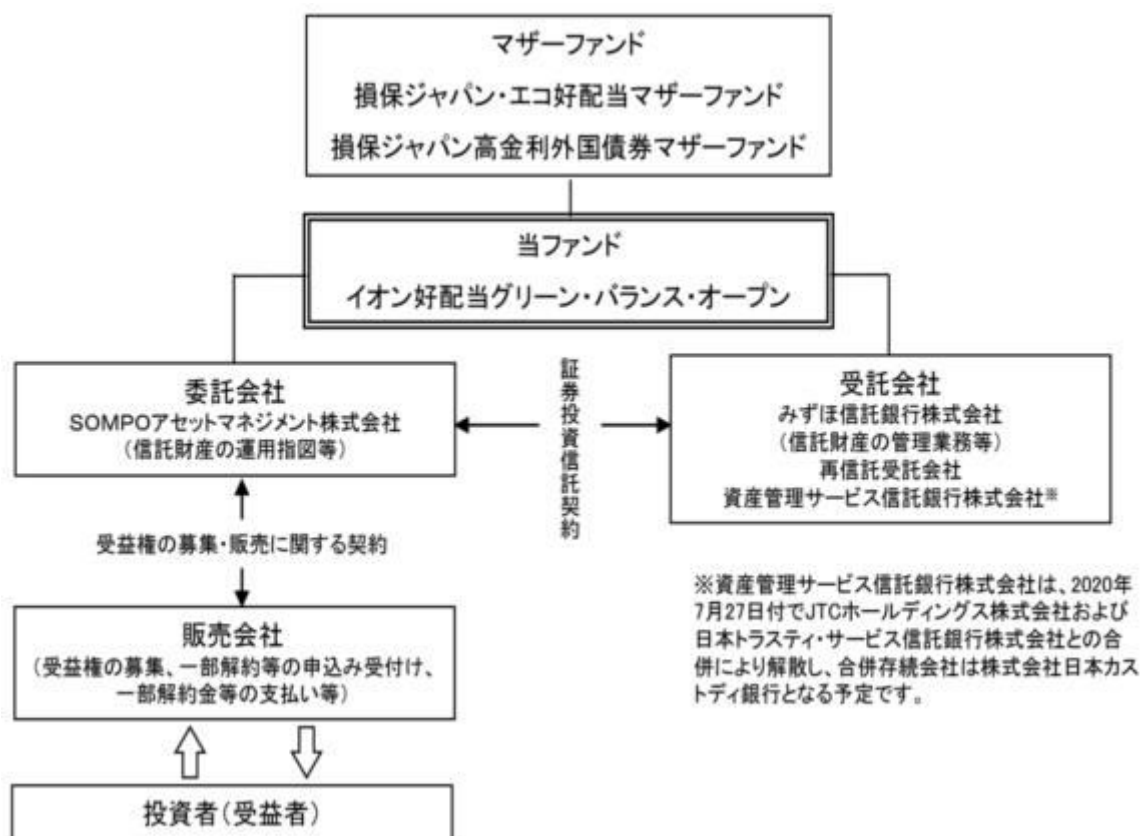 マザーファンド
損保ジャパン・エコ好配当マザーファンド
損保ジャパン高金利外国債券マザーファンド
当ファンド
イオン好配当グリーン・バランス・オープン
委託会社
SOMPOアセットマネジメント株式会社
(信託財産の運用指図等)
証券投資信託契約
受託会社
みずほ信託銀行株式会社
(信託財産の管理業務等)
再信託受託会社
資産管理サービス信託銀行株式会社※
受益権の募集・販売に関する契約
販売会社
(受益権の募集、一部解約等の申込み受付け、
一部解約金等の支払い等)
※資産管理サービス信託銀行株式会社は、2020年
7月27日付でJTCホールディングス株式会社および
日本トラスティ・サービス信託銀行株式会社との合
併により解散し、合併存続会社は株式会社日本カス
トディ銀行となる予定です。
投資者(受益者)